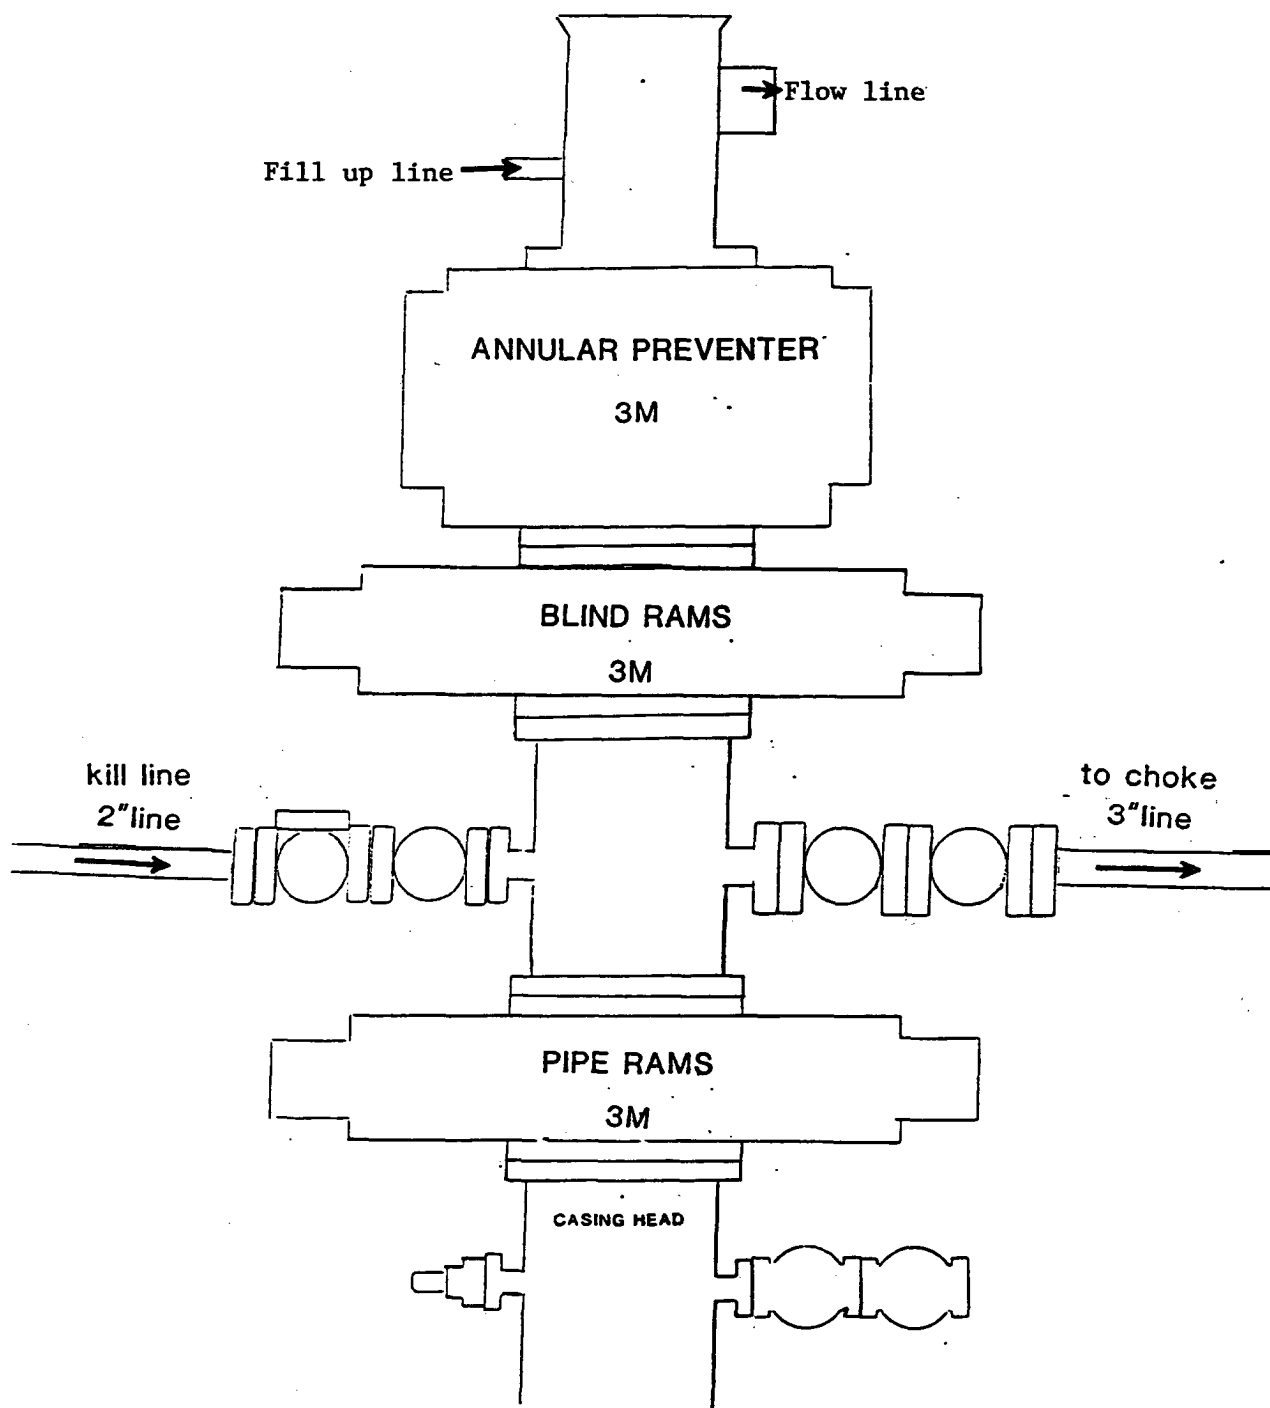 Flow line
Fill up line
ANNULAR PREVENTER
3M
BLIND RAMS
3M
kill line
2"line
to choke
3"line
PIPE RAMS
3M
CASING HEAD